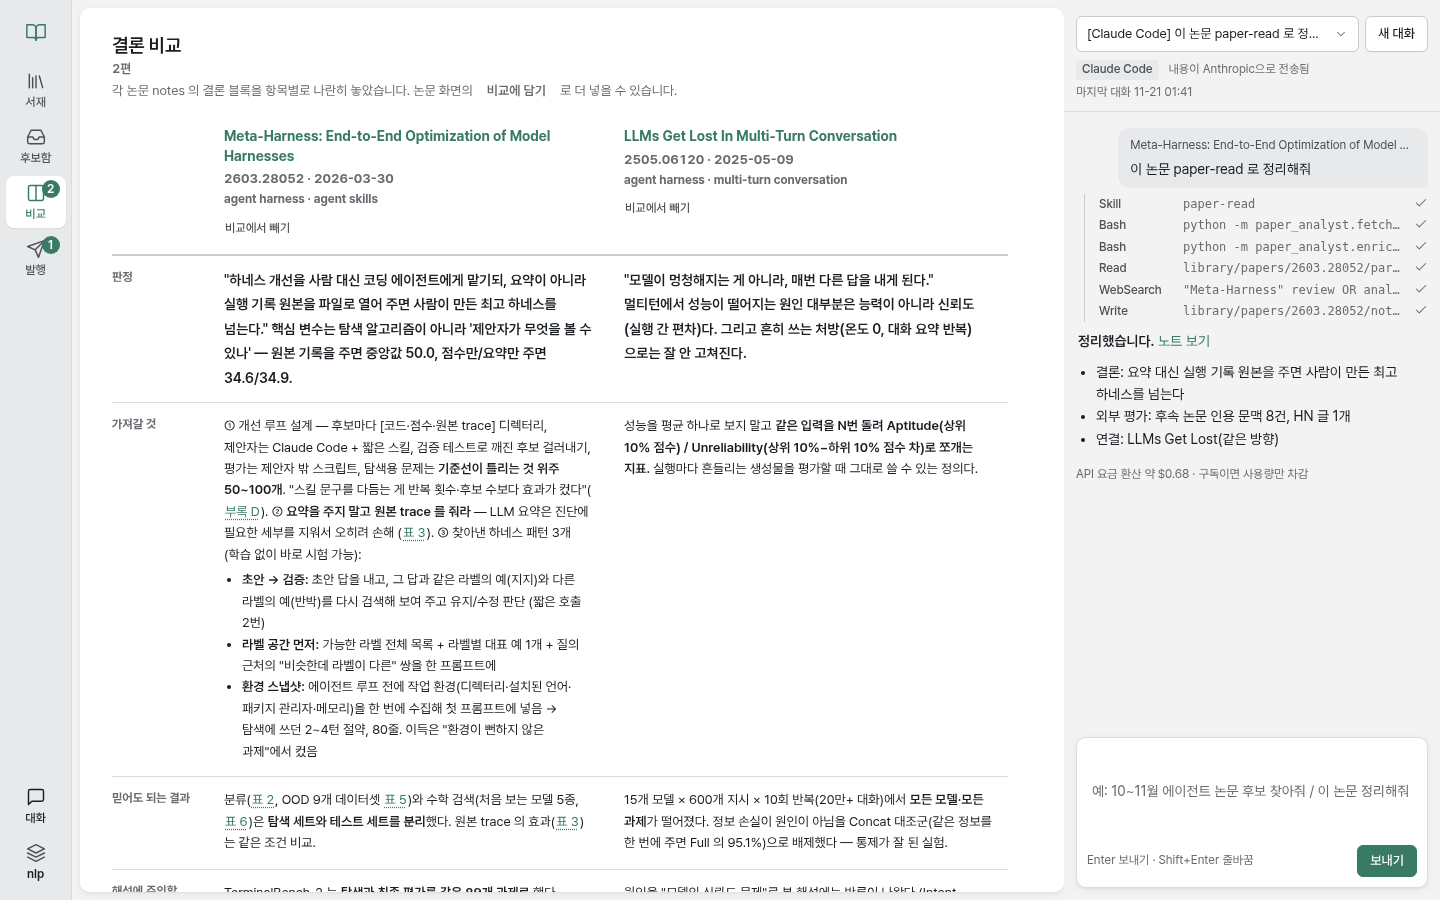 서재
후보함
2
비교
1
발행
대화
nlp
결론 비교
2편
각 논문 notes 의 결론 블록을 항목별로 나란히 놓았습니다. 논문 화면의 비교에 담기 로 더 넣을 수 있습니다.
Meta-Harness: End-to-End Optimization of Model
Harnesses
2603.28052 · 2026-03-30
agent harness · agent skills
비교에서 빼기
LLMs Get Lost In Multi-Turn Conversation
2505.06120 · 2025-05-09
agent harness · multi-turn conversation
비교에서 빼기
판정
"하네스 개선을 사람 대신 코딩 에이전트에게 맡기되, 요약이 아니라
실행 기록 원본을 파일로 열어 주면 사람이 만든 최고 하네스를
넘는다." 핵심 변수는 탐색 알고리즘이 아니라 '제안자가 무엇을 볼 수
있나' — 원본 기록을 주면 중앙값 50.0, 점수만/요약만 주면
34.6/34.9.
"모델이 멍청해지는 게 아니라, 매번 다른 답을 내게 된다."
멀티턴에서 성능이 떨어지는 원인 대부분은 능력이 아니라 신뢰도
(실행 간 편차)다. 그리고 흔히 쓰는 처방(온도 0, 대화 요약 반복)
으로는 잘 안 고쳐진다.
가져갈 것
① 개선 루프 설계 — 후보마다 [코드·점수·원본 trace] 디렉터리,
제안자는 Claude Code + 짧은 스킬, 검증 테스트로 깨진 후보 걸러내기,
평가는 제안자 밖 스크립트, 탐색용 문제는 기준선이 틀리는 것 위주
50~100개. "스킬 문구를 다듬는 게 반복 횟수·후보 수보다 효과가 컸다"(
부록 D). ② 요약을 주지 말고 원본 trace 를 줘라 — LLM 요약은 진단에
필요한 세부를 지워서 오히려 손해 (표 3). ③ 찾아낸 하네스 패턴 3개
(학습 없이 바로 시험 가능):
• 초안 → 검증: 초안 답을 내고, 그 답과 같은 라벨의 예(지지)와 다른
라벨의 예(반박)를 다시 검색해 보여 주고 유지/수정 판단 (짧은 호출
2번)
• 라벨 공간 먼저: 가능한 라벨 전체 목록 + 라벨별 대표 예 1개 + 질의
근처의 "비슷한데 라벨이 다른" 쌍을 한 프롬프트에
• 환경 스냅샷: 에이전트 루프 전에 작업 환경(디렉터리·설치된 언어·
패키지 관리자·메모리)을 한 번에 수집해 첫 프롬프트에 넣음 →
탐색에 쓰던 2~4턴 절약, 80줄. 이득은 "환경이 뻔하지 않은
과제"에서 컸음
성능을 평균 하나로 보지 말고 같은 입력을 N번 돌려 Aptitude(상위
10% 점수) / Unreliability(상위 10%−하위 10% 점수 차)로 쪼개는
지표. 실행마다 흔들리는 생성물을 평가할 때 그대로 쓸 수 있는 정의다.
믿어도 되는 결과
분류(표 2, OOD 9개 데이터셋 표 5)와 수학 검색(처음 보는 모델 5종,
표 6)은 탐색 세트와 테스트 세트를 분리했다. 원본 trace 의 효과(표 3)
는 같은 조건 비교.
15개 모델 × 600개 지시 × 10회 반복(20만+ 대화)에서 모든 모델·모든
과제가 떨어졌다. 정보 손실이 원인이 아님을 Concat 대조군(같은 정보를
한 번에 주면 Full 의 95.1%)으로 배제했다 — 통제가 잘 된 실험.
해석에 주의할
TerminalBench-2 는 탐색과 최종 평가를 같은 89개 과제로 했다.
원인을 "모델의 신뢰도 문제"로 본 해석에는 반론이 나왔다 (Intent
[Claude Code] 이 논문 paper-read 로 정...
새 대화
Claude Code 내용이 Anthropic으로 전송됨
마지막 대화 11-21 01:41
Meta-Harness: End-to-End Optimization of Model ...
이 논문 paper-read 로 정리해줘
Skill paper-read
Bash python -m paper_analyst.fetch…
Bash python -m paper_analyst.enric…
Read library/papers/2603.28052/par…
WebSearch "Meta-Harness" review OR anal…
Write library/papers/2603.28052/not…
정리했습니다. 노트 보기
• 결론: 요약 대신 실행 기록 원본을 주면 사람이 만든 최고
하네스를 넘는다
• 외부 평가: 후속 논문 인용 문맥 8건, HN 글 1개
• 연결: LLMs Get Lost(같은 방향)
API 요금 환산 약 $0.68 · 구독이면 사용량만 차감
예: 10~11월 에이전트 논문 후보 찾아줘 / 이 논문 정리해줘
Enter 보내기 · Shift+Enter 줄바꿈
보내기